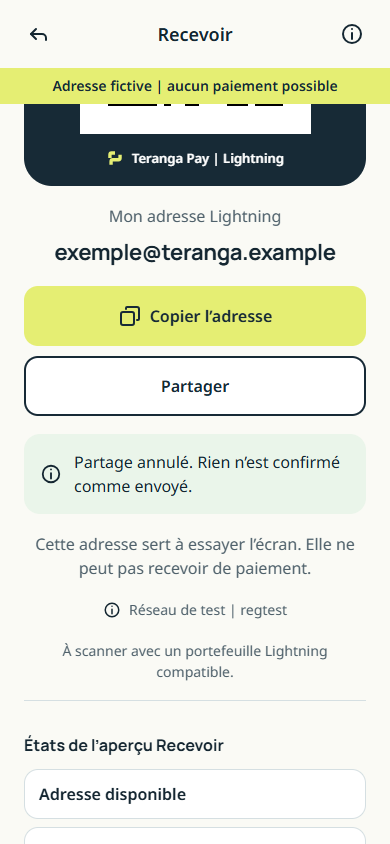 Recevoir
Adresse fictive | aucun paiement possible
Teranga Pay | Lightning
Mon adresse Lightning
exemple@teranga.example
Copier l’adresse
Partager
Partage annulé. Rien n’est confirmé
comme envoyé.
Cette adresse sert à essayer l’écran. Elle ne
peut pas recevoir de paiement.
Réseau de test | regtest
À scanner avec un portefeuille Lightning
compatible.
États de l’aperçu Recevoir
Adresse disponible